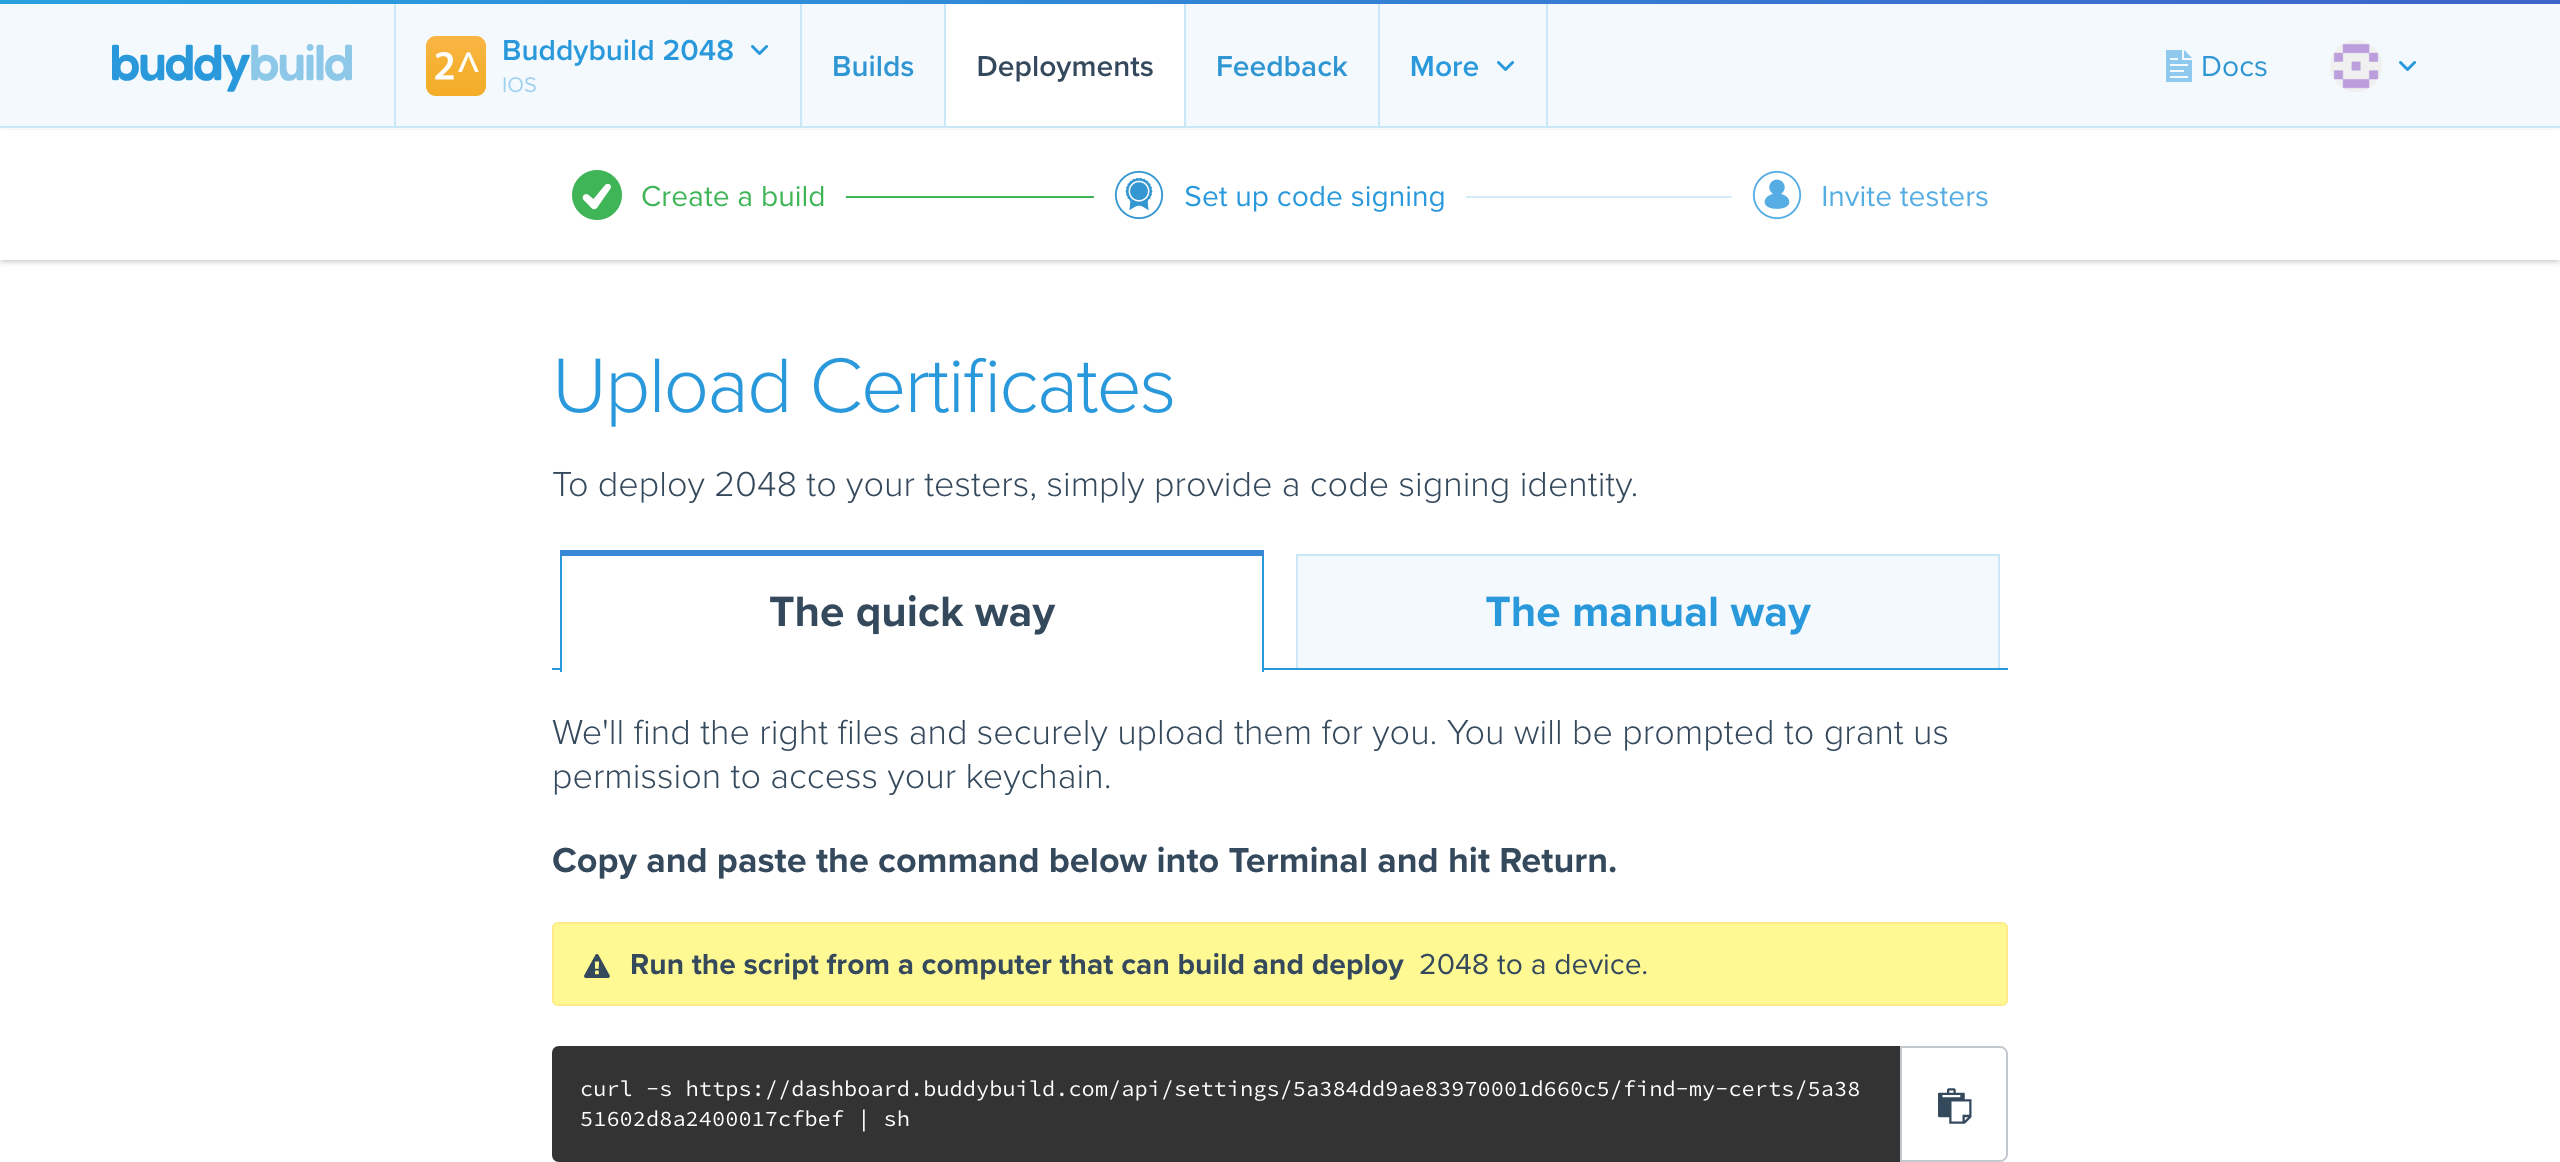 buddybuild
2^
Buddybuild 2048
IOS
Builds
Deployments
Feedback
More
Docs
Create a build
Set up code signing
Invite testers
Upload Certificates
To deploy 2048 to your testers, simply provide a code signing identity.
The quick way
The manual way
We'll find the right files and securely upload them for you. You will be prompted to grant us
permission to access your keychain.
Copy and paste the command below into Terminal and hit Return.
Run the script from a computer that can build and deploy 2048 to a device.
curl -s https://dashboard.buddybuild.com/api/settings/5a384dd9ae83970001d660c5/find-my-certs/5a38
51602d8a2400017cfbef | sh